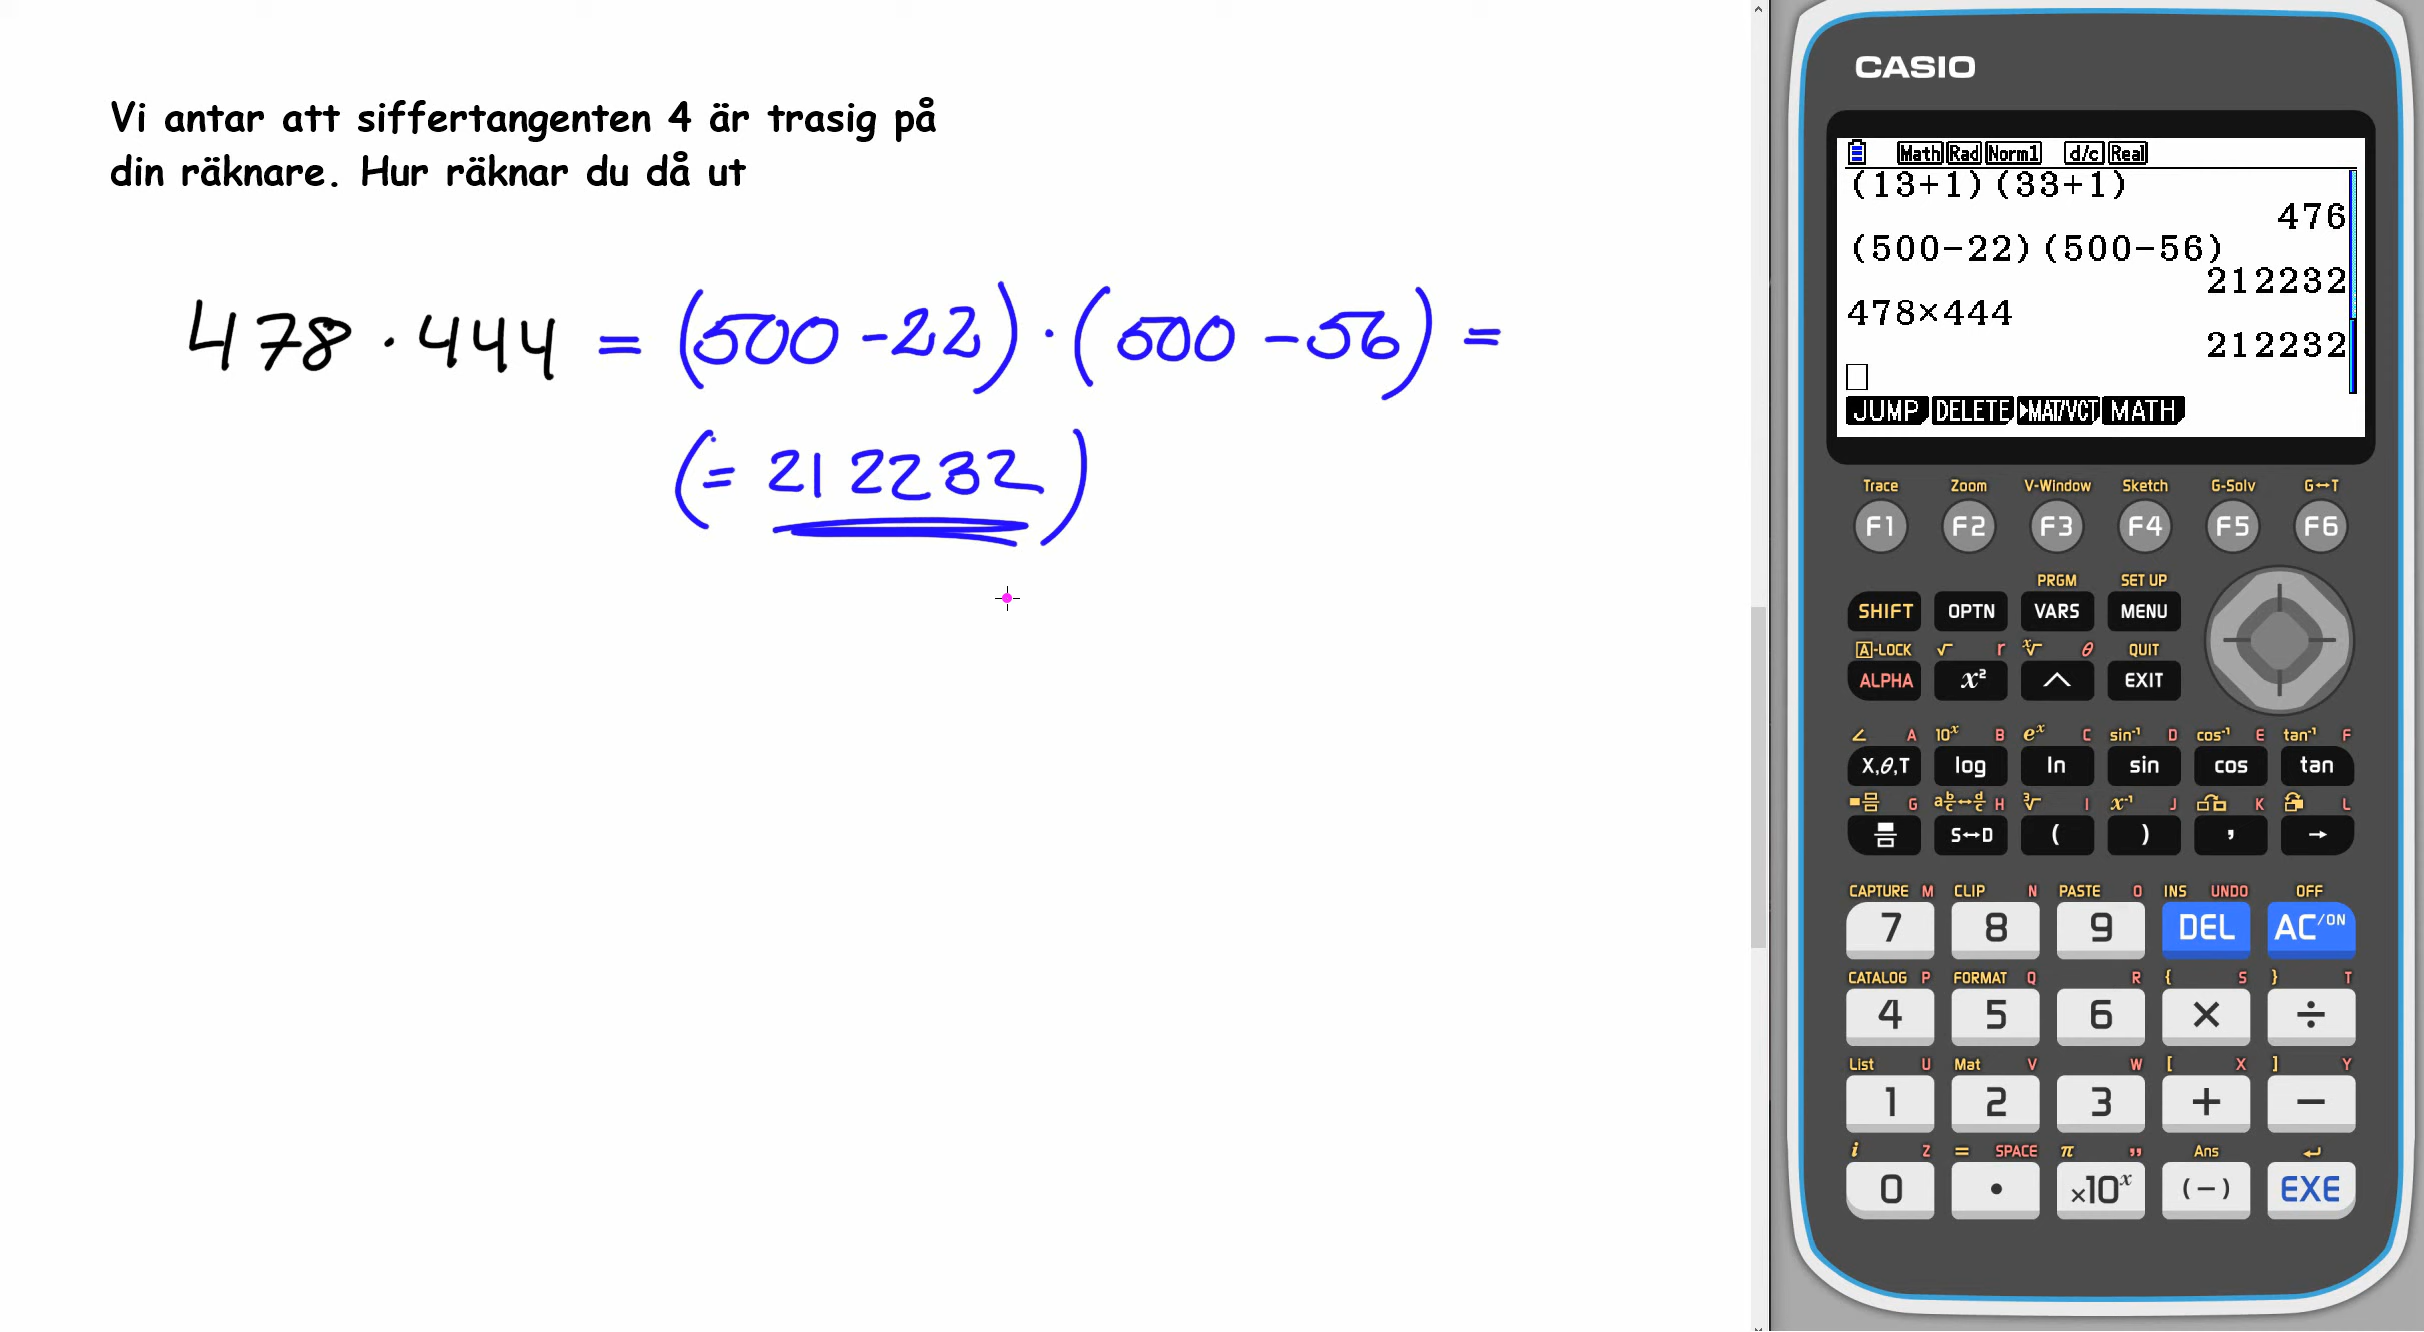 Vi antar att siffertangenten 4 är trasig på
din räknare. Hur räknar du då ut
478 · 444 = (500 - 22) · (500 - 56) =
(= 212232)
CASIO
Math Rad Norm1 d/c Real
(13+1)(33+1)
476
(500-22)(500-56)
212232
478×444
212232
JUMP DELETE ▶MAT/VCT MATH
Trace Zoom V-Window Sketch G-Solv G↔T
F1 F2 F3 F4 F5 F6
PRGM SET UP
SHIFT OPTN VARS MENU
A-LOCK √ r ˣ√ θ QUIT
ALPHA x² ^ EXIT
∠ A 10ˣ B eˣ C sin⁻¹ D cos⁻¹ E tan⁻¹ F
X,θ,T log ln sin cos tan
G a b/c↔d/c H ³√ I x⁻¹ J K L
S↔D ( ) , →
CAPTURE M CLIP N PASTE O INS UNDO OFF
7 8 9 DEL AC/ON
CATALOG P FORMAT Q R { S } T
4 5 6 × ÷
List U Mat V W [ X ] Y
1 2 3 + −
i Z = SPACE π " Ans ↵
0 • ×10ˣ (−) EXE